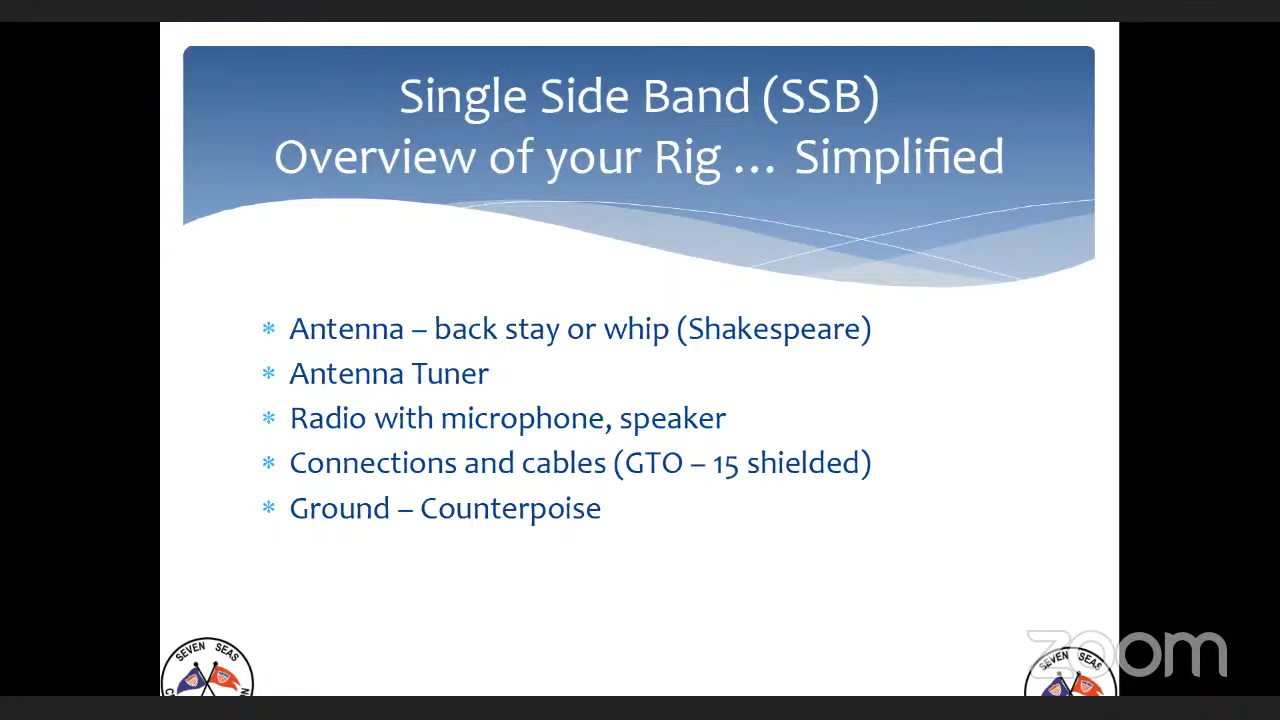 Single Side Band (SSB)
Overview of your Rig … Simplified
* Antenna – back stay or whip (Shakespeare)
* Antenna Tuner
* Radio with microphone, speaker
* Connections and cables (GTO – 15 shielded)
* Ground – Counterpoise
SEVEN SEAS
SEVEN SEAS
zoom